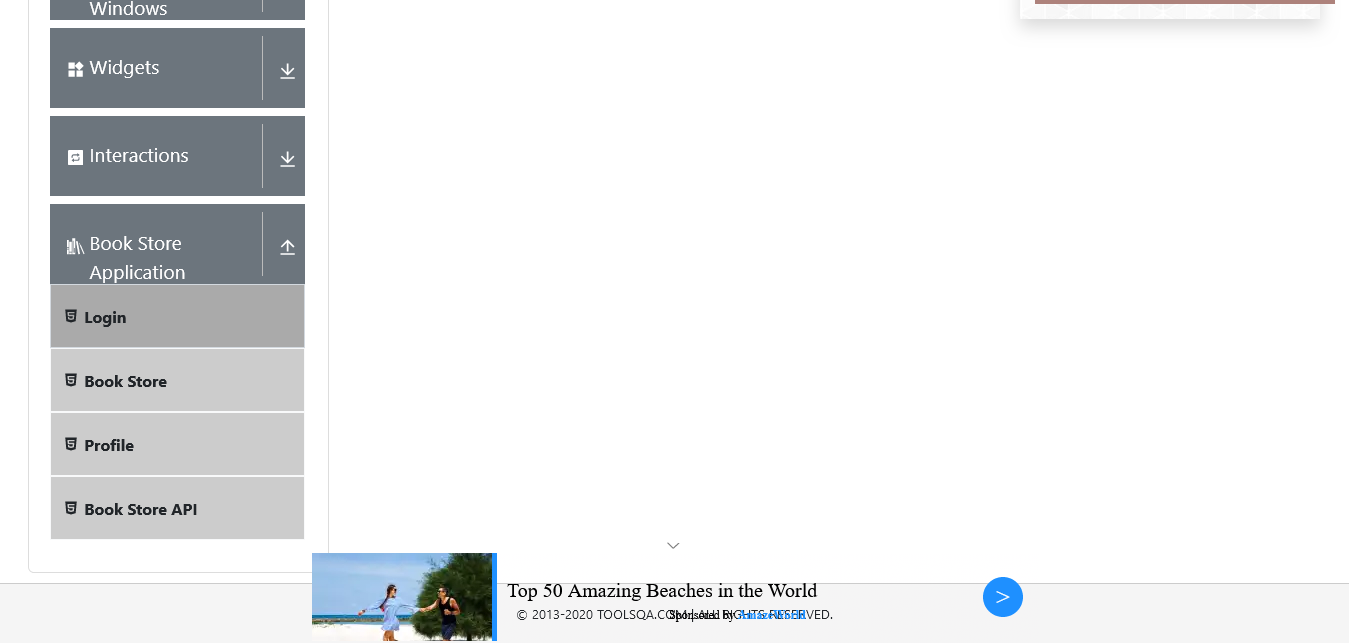 Windows
Widgets
Interactions
Book Store
Application
Login
Book Store
Profile
Book Store API
Top 50 Amazing Beaches in the World
© 2013-2020 TOOLSQA.COM | ALL RIGHTS RESERVED.
Sponsored By
>